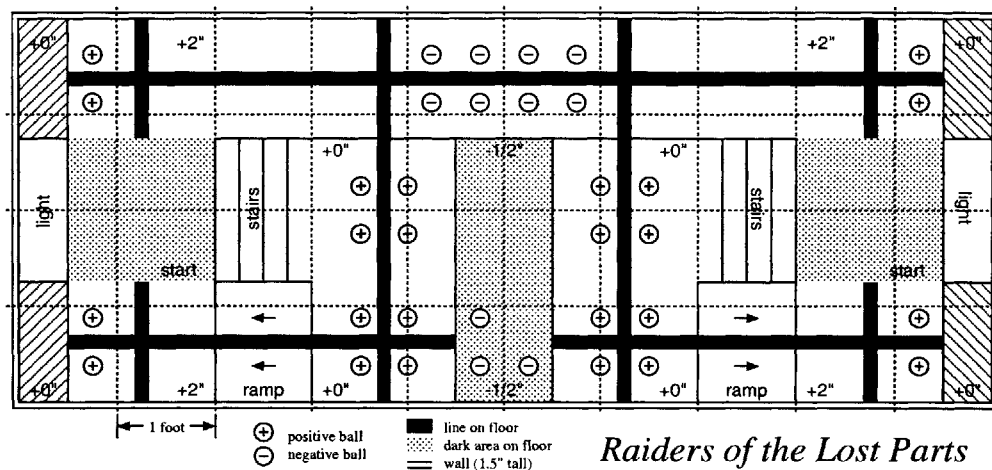 +0" +2" +2" +0"
+0" -1/2" +0"
light stairs stairs light
start start
+0" +2" ramp +0" -1/2" +0" ramp +2" +0"
1 foot
positive ball
negative ball
line on floor
dark area on floor
wall (1.5" tall)
Raiders of the Lost Parts